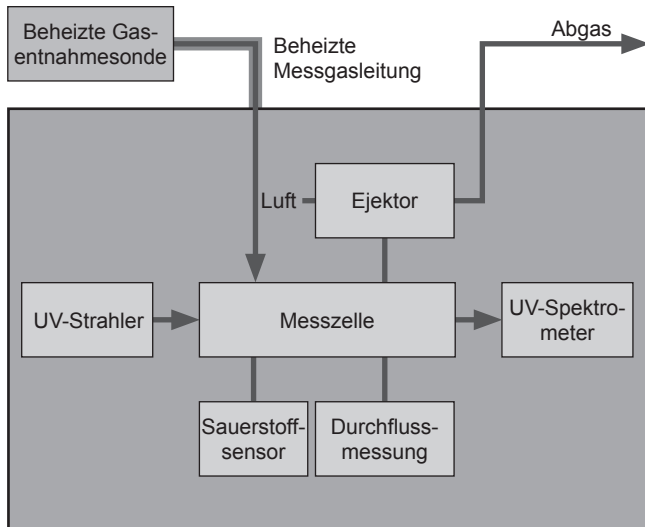 Beheizte Gas-
entnahmesonde
Beheizte
Messgasleitung
Abgas
Luft
Ejektor
UV-Strahler
Messzelle
UV-Spektro-
meter
Sauerstoff-
sensor
Durchfluss-
messung